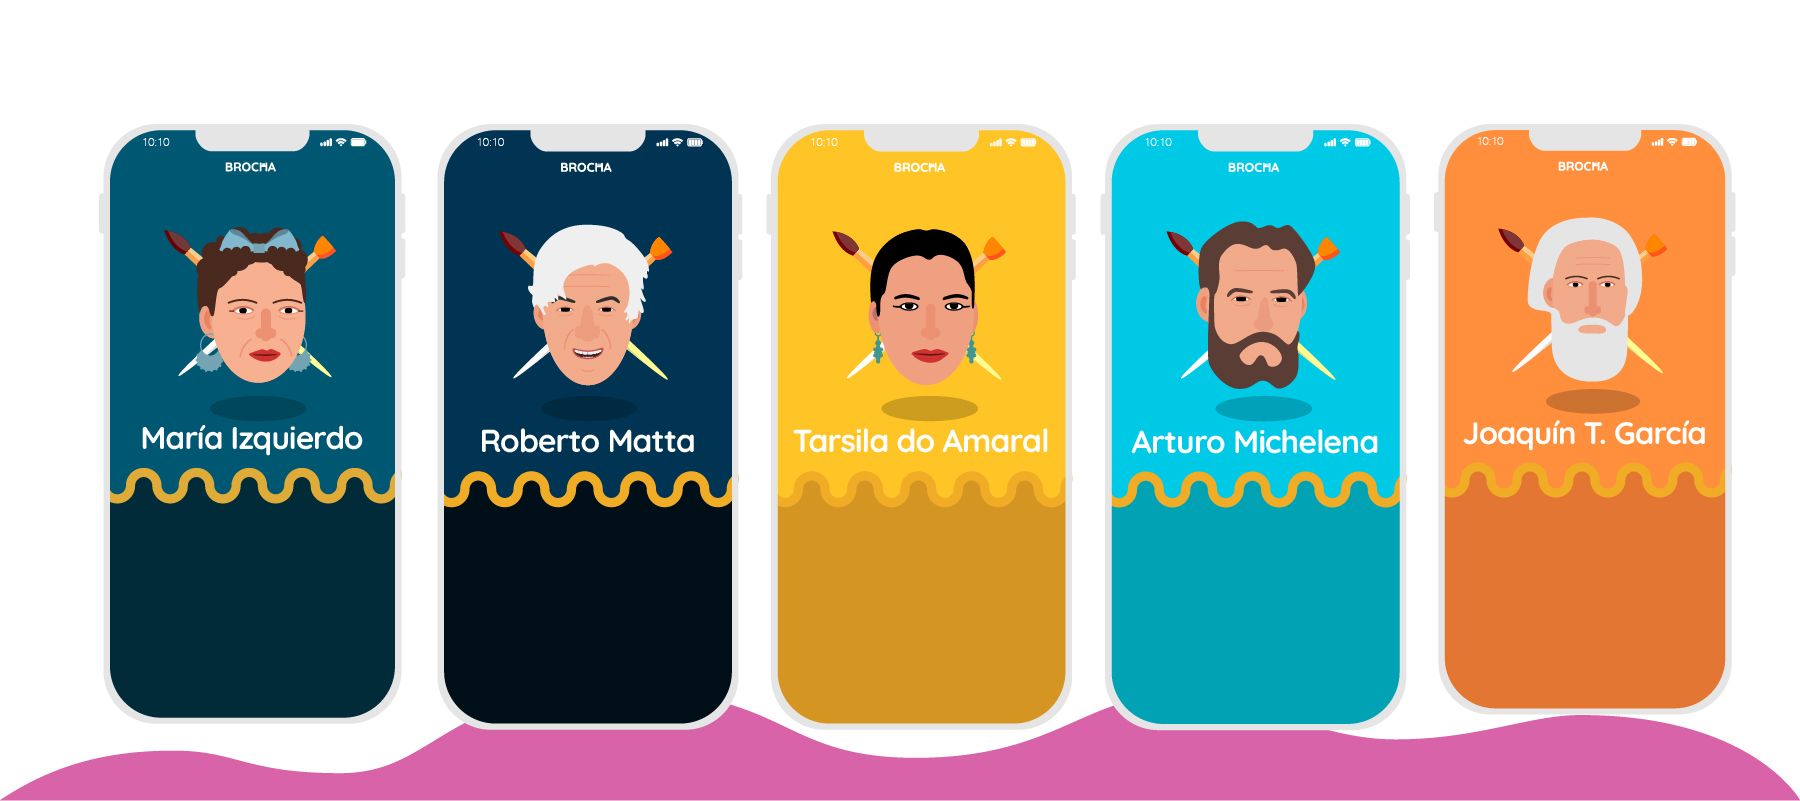 10:10
BROCHA
María Izquierdo
10:10
BROCHA
Roberto Matta
10:10
BROCHA
Tarsila do Amaral
10:10
BROCHA
Arturo Michelena
10:10
BROCHA
Joaquín T. García